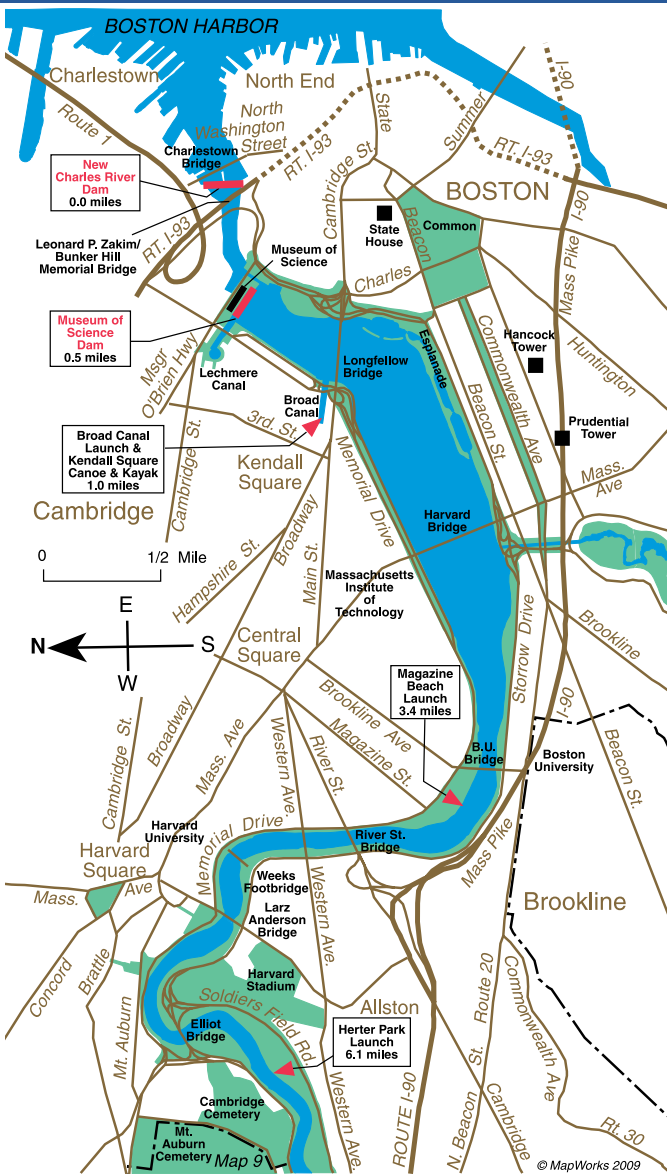 BOSTON HARBOR
Charlestown
North End
I-90
Route 1
North
Washington
Street
State
Summer
Charlestown
Bridge
RT. I-93
Cambridge St.
RT. I-93
New
Charles River
Dam
0.0 miles
BOSTON
I-90
Beacon
Common
State
House
Leonard P. Zakim/
Bunker Hill
Memorial Bridge
RT. I-93
Museum of
Science
Charles
Mass Pike
Museum of
Science
Dam
0.5 miles
Msgr
O'Brien Hwy
Lechmere
Canal
Longfellow
Bridge
Esplanade
Commonwealth Ave
Hancock
Tower
Huntington
Beacon St.
Broad
Canal
3rd. St.
Prudential
Tower
Broad Canal
Launch &
Kendall Square
Canoe & Kayak
1.0 miles
Kendall
Square
Memorial Drive
Mass.
Ave
Cambridge
Cambridge St.
Broadway
Harvard
Bridge
0 1/2 Mile
Hampshire St.
Main St.
Massachusetts
Institute
of
Technology
E
N S
W
Central
Square
Storrow Drive
Brookline
Magazine
Beach
Launch
3.4 miles
Brookline Ave
Magazine St.
I-90
Cambridge St.
Broadway
Mass. Ave
Western Ave.
River St.
B.U.
Bridge
Boston
University
Beacon St.
Harvard
University
Memorial Drive.
River St.
Bridge
Mass Pike
Harvard
Square
Mass.
Ave
Weeks
Footbridge
Western Ave.
Brookline
Larz
Anderson
Bridge
Concord
Brattle
Harvard
Stadium
Mt. Auburn
Soldiers Field Rd.
Allston
Route 20
Commonwealth Ave
Elliot
Bridge
Herter Park
Launch
6.1 miles
Cambridge
Cemetery
Western Ave.
ROUTE I-90
N. Beacon St.
Cambridge
Rt. 30
Mt.
Auburn
Cemetery
Map 9
© MapWorks 2009